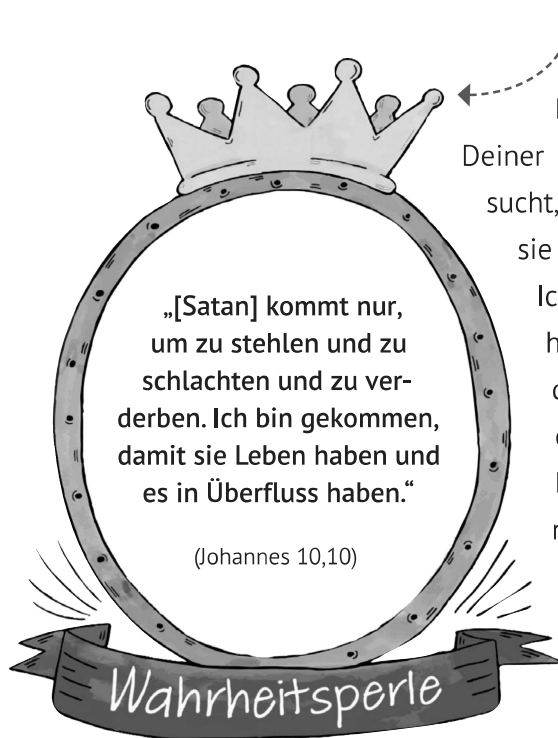 „[Satan] kommt nur,
um zu stehlen und zu
schlachten und zu ver-
derben. Ich bin gekommen,
damit sie Leben haben und
es in Überfluss haben.“
(Johannes 10,10)
Wahrheitsperle
Deiner
sucht,
sie